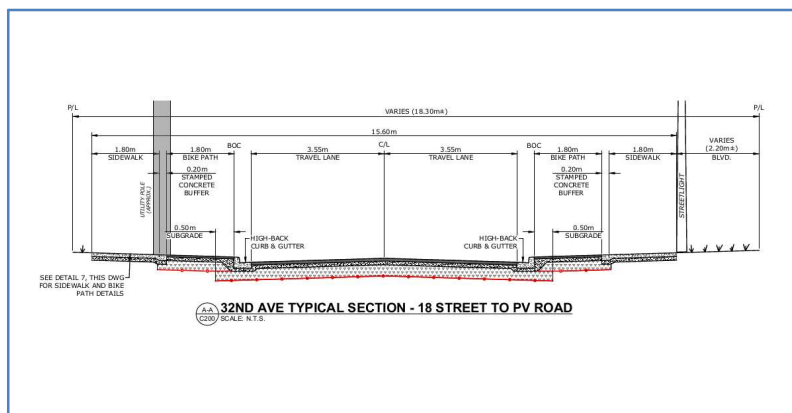 P/L
P/L
VARIES (18.30m±)
15.60m
VARIES
(2.20m±)
BLVD.
1.80m
SIDEWALK
1.80m
BIKE PATH
BOC
3.55m
TRAVEL LANE
C/L
3.55m
TRAVEL LANE
BOC
1.80m
BIKE PATH
1.80m
SIDEWALK
0.20m
STAMPED
CONCRETE
BUFFER
0.20m
STAMPED
CONCRETE
BUFFER
UTILITY POLE
(APPROX.)
STREETLIGHT
0.50m
SUBGRADE
0.50m
SUBGRADE
HIGH-BACK
CURB & GUTTER
HIGH-BACK
CURB & GUTTER
SEE DETAIL 7, THIS DWG
FOR SIDEWALK AND BIKE
PATH DETAILS
A-A
C200
32ND AVE TYPICAL SECTION - 18 STREET TO PV ROAD
SCALE: N.T.S.